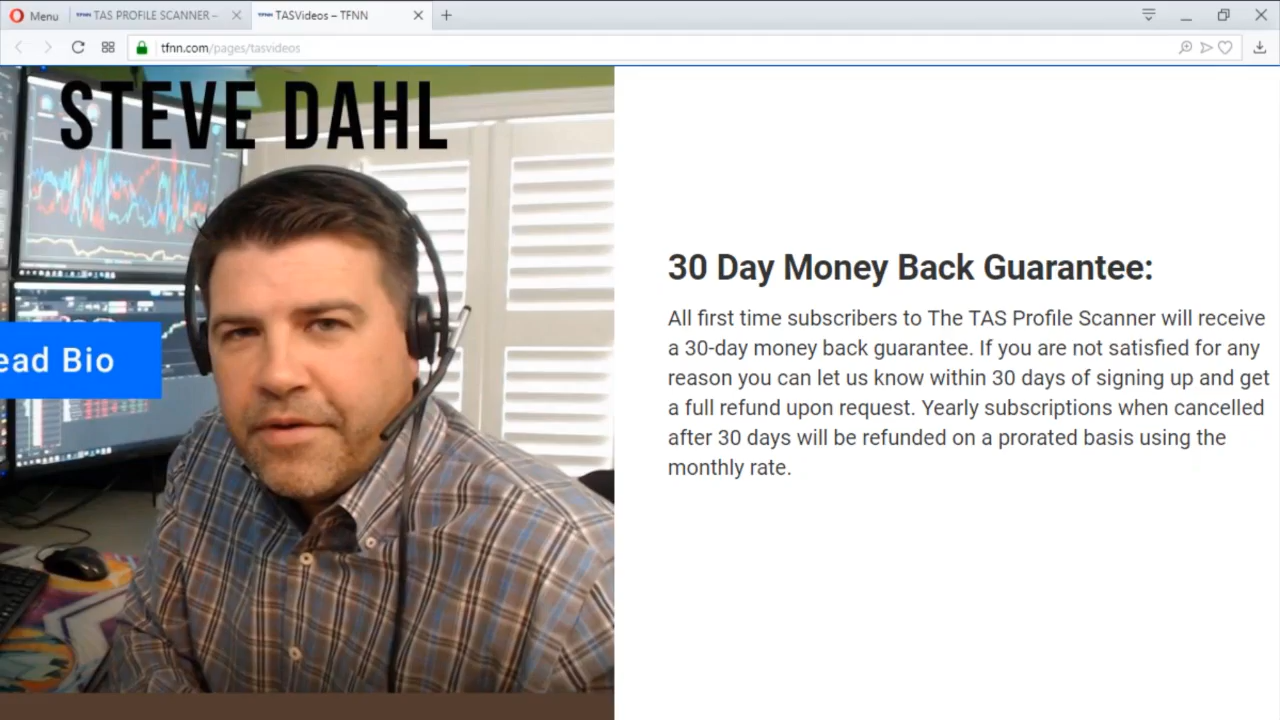 Menu
TFNN TAS PROFILE SCANNER –
TFNN TASVideos – TFNN
tfnn.com/pages/tasvideos
STEVE DAHL
ead Bio
30 Day Money Back Guarantee:
All first time subscribers to The TAS Profile Scanner will receive
a 30-day money back guarantee. If you are not satisfied for any
reason you can let us know within 30 days of signing up and get
a full refund upon request. Yearly subscriptions when cancelled
after 30 days will be refunded on a prorated basis using the
monthly rate.